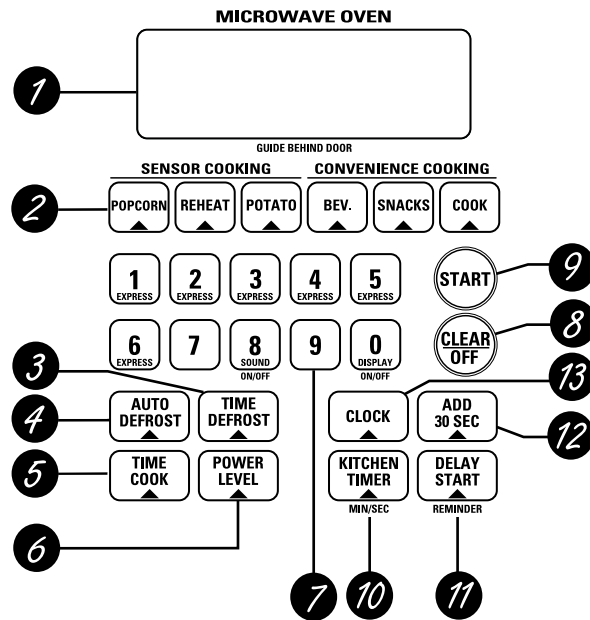 MICROWAVE OVEN
1
GUIDE BEHIND DOOR
SENSOR COOKING CONVENIENCE COOKING
2 POPCORN REHEAT POTATO BEV. SNACKS COOK
1 2 3 4 5 START 9
EXPRESS EXPRESS EXPRESS EXPRESS EXPRESS
6 7 8 9 0 CLEAR OFF 8
EXPRESS SOUND DISPLAY
ON/OFF ON/OFF
3 13
4 AUTO DEFROST TIME DEFROST CLOCK ADD 30 SEC 12
5 TIME COOK POWER LEVEL KITCHEN TIMER DELAY START
MIN/SEC REMINDER
6 7 10 11